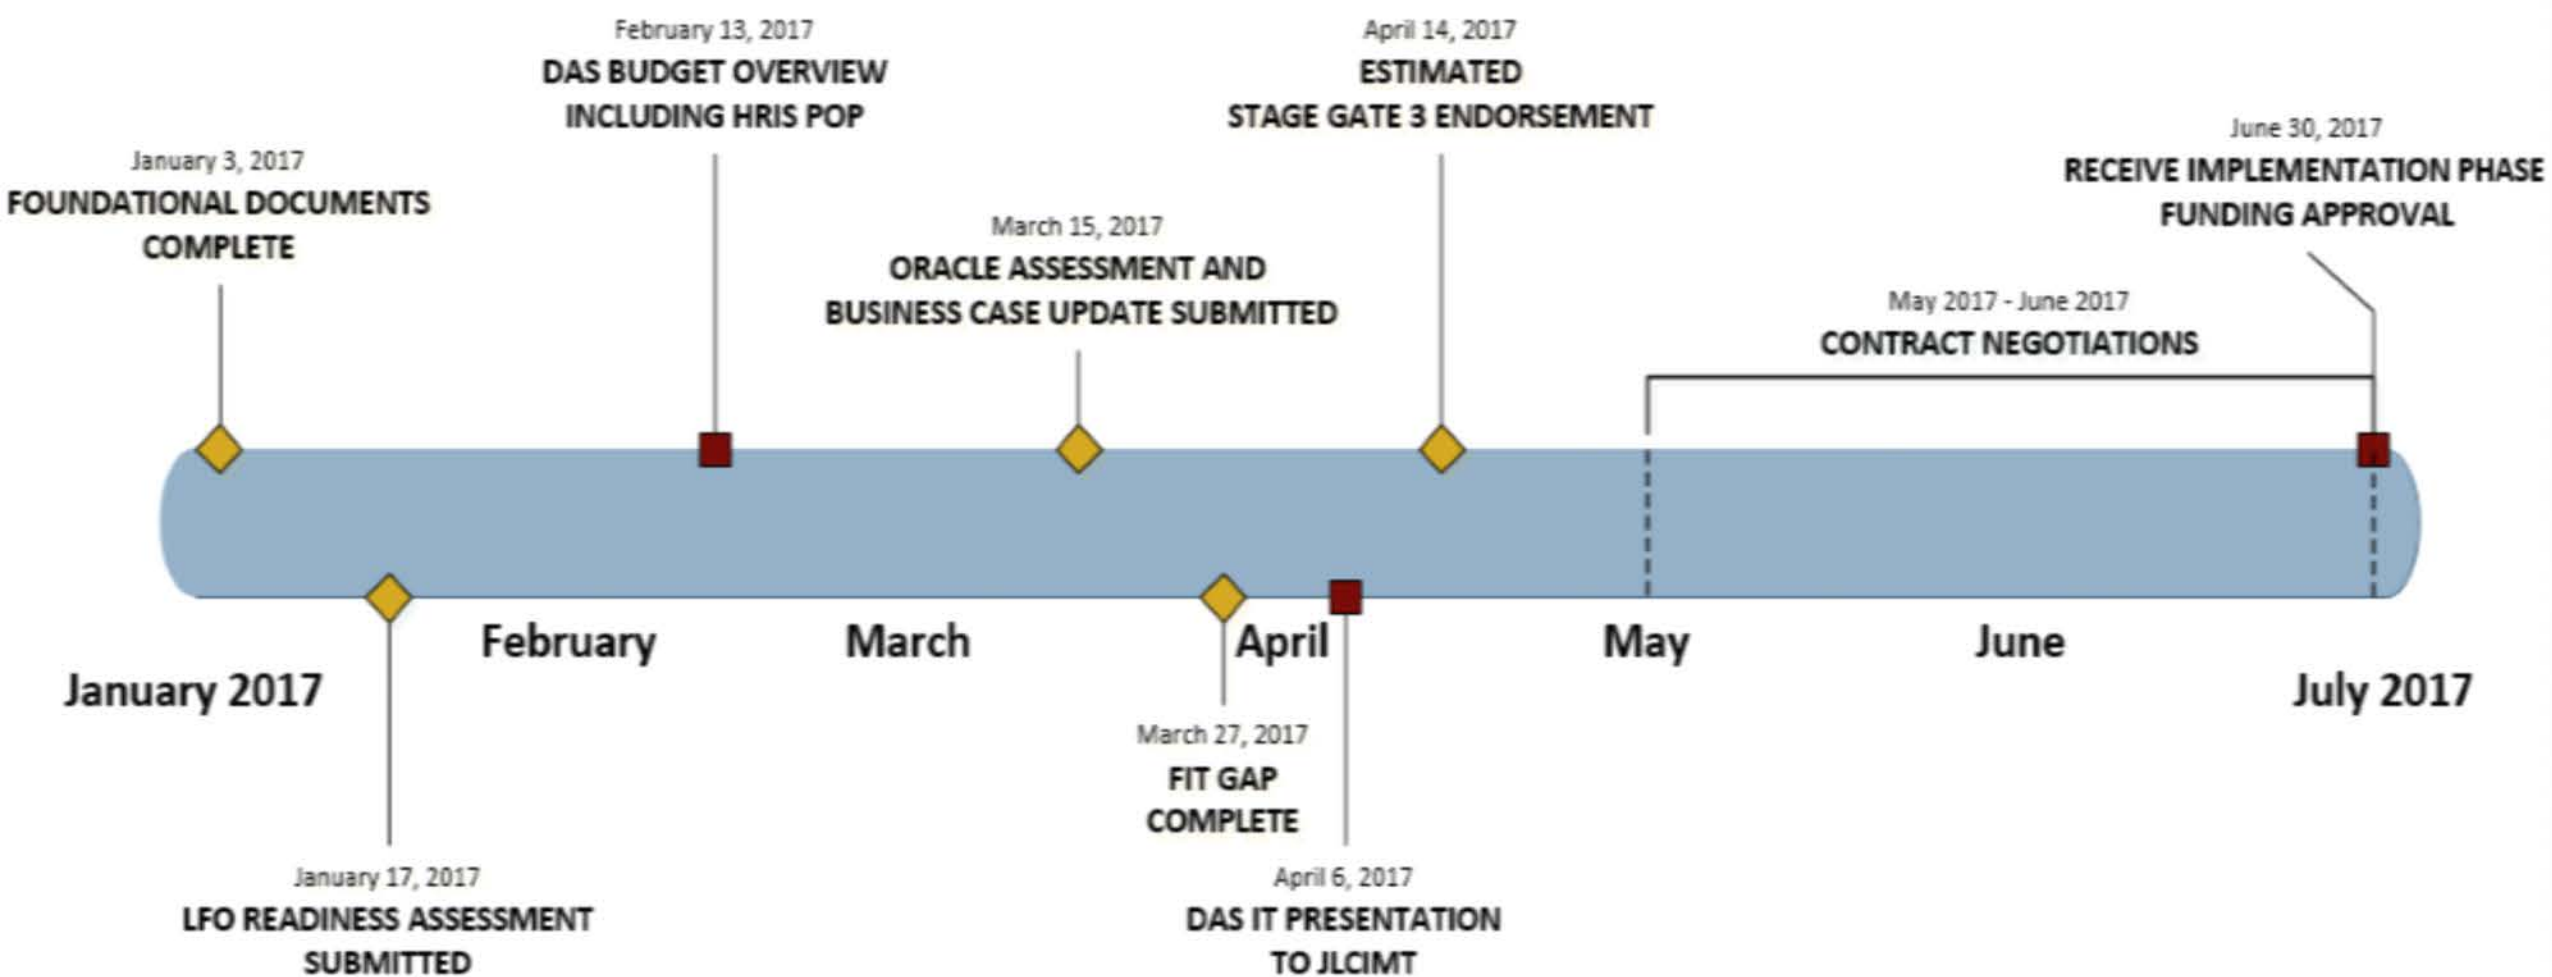 January 3, 2017
FOUNDATIONAL DOCUMENTS
COMPLETE
February 13, 2017
DAS BUDGET OVERVIEW
INCLUDING HRIS POP
March 15, 2017
ORACLE ASSESSMENT AND
BUSINESS CASE UPDATE SUBMITTED
April 14, 2017
ESTIMATED
STAGE GATE 3 ENDORSEMENT
May 2017 - June 2017
CONTRACT NEGOTIATIONS
June 30, 2017
RECEIVE IMPLEMENTATION PHASE
FUNDING APPROVAL
January 2017
February
March
April
May
June
July 2017
January 17, 2017
LFO READINESS ASSESSMENT
SUBMITTED
March 27, 2017
FIT GAP
COMPLETE
April 6, 2017
DAS IT PRESENTATION
TO JLCIMT